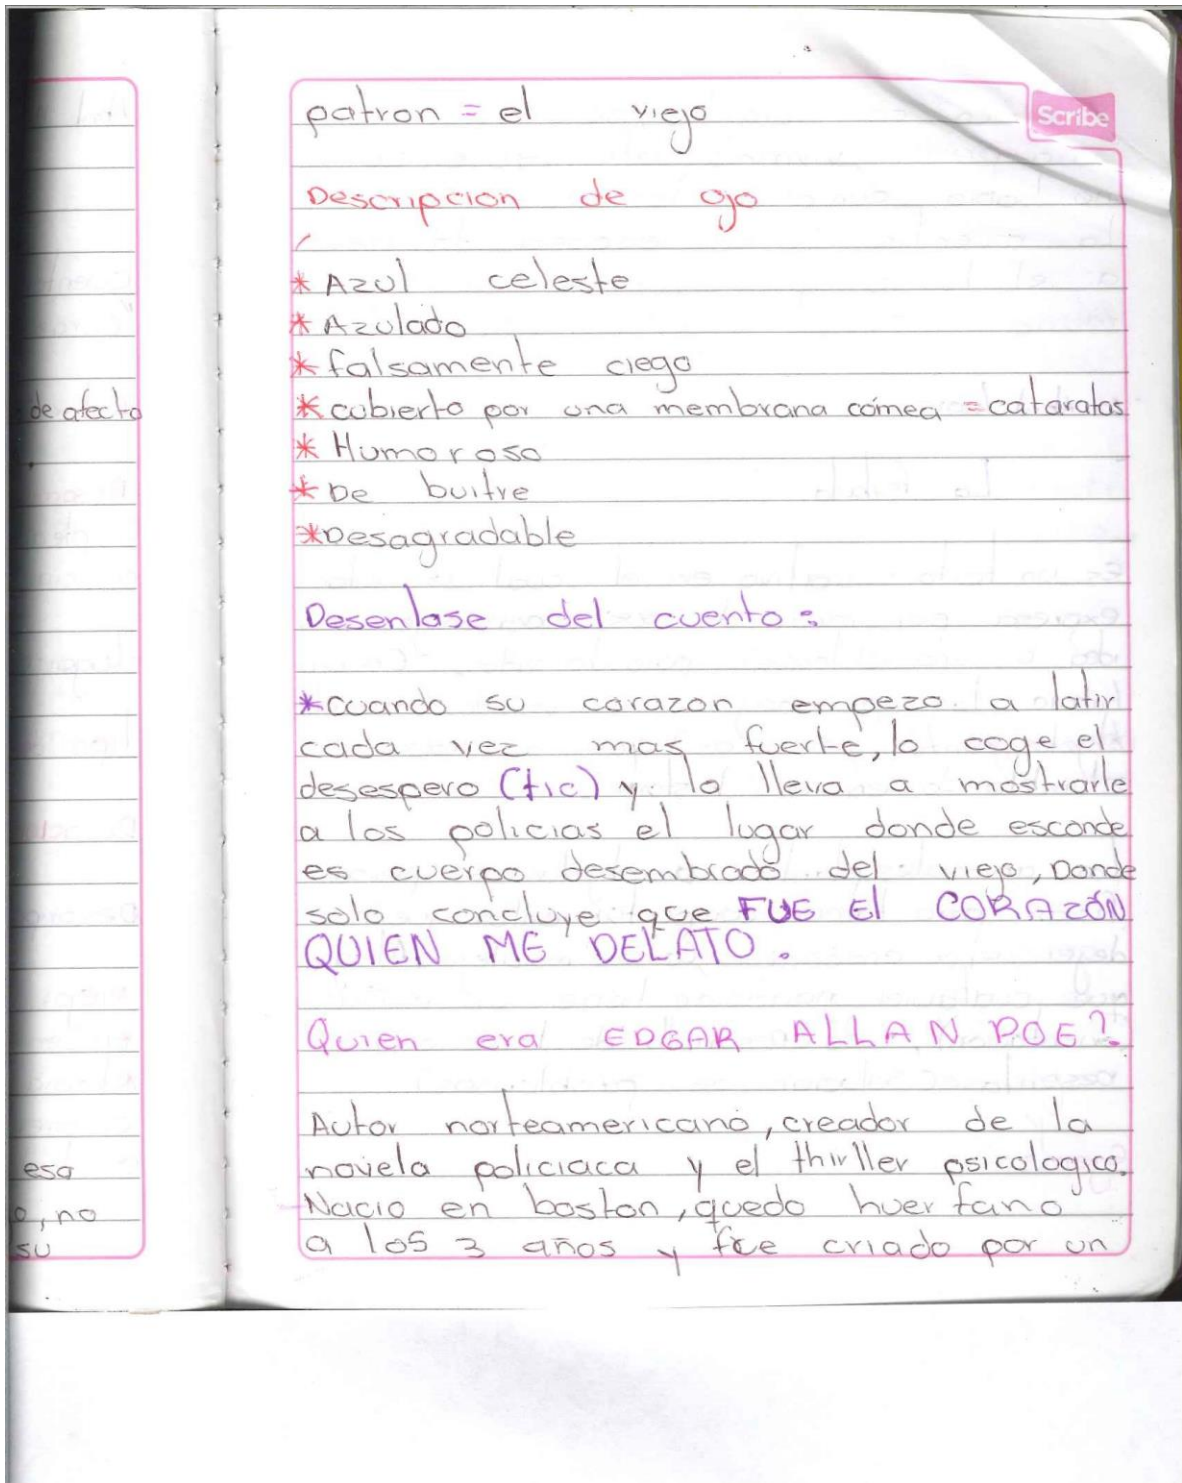 de afecto
esa
o, no
su
Scribe
patron = el viejo
Descripcion de ojo
* Azul celeste
* Azulado
* falsamente ciego
* cubierto por una membrana córnea = cataratas
* Humoroso
* De buitre
* Desagradable
Desenlase del cuento:
* cuando su corazon empezo a latir
cada vez mas fuerte, lo coge el
desespero (tic) y lo lleva a mostrarle
a los policias el lugar donde esconde
es cuerpo desembrado del viejo, Donde
solo concluye que FUE El CORAZÓN
QUIEN ME DELATO.
Quien era EDGAR ALLAN POE?
Autor norteamericano, creador de la
novela policiaca y el thirller psicologico.
Nacio en boston, quedo huerfano
a los 3 años y fue criado por un